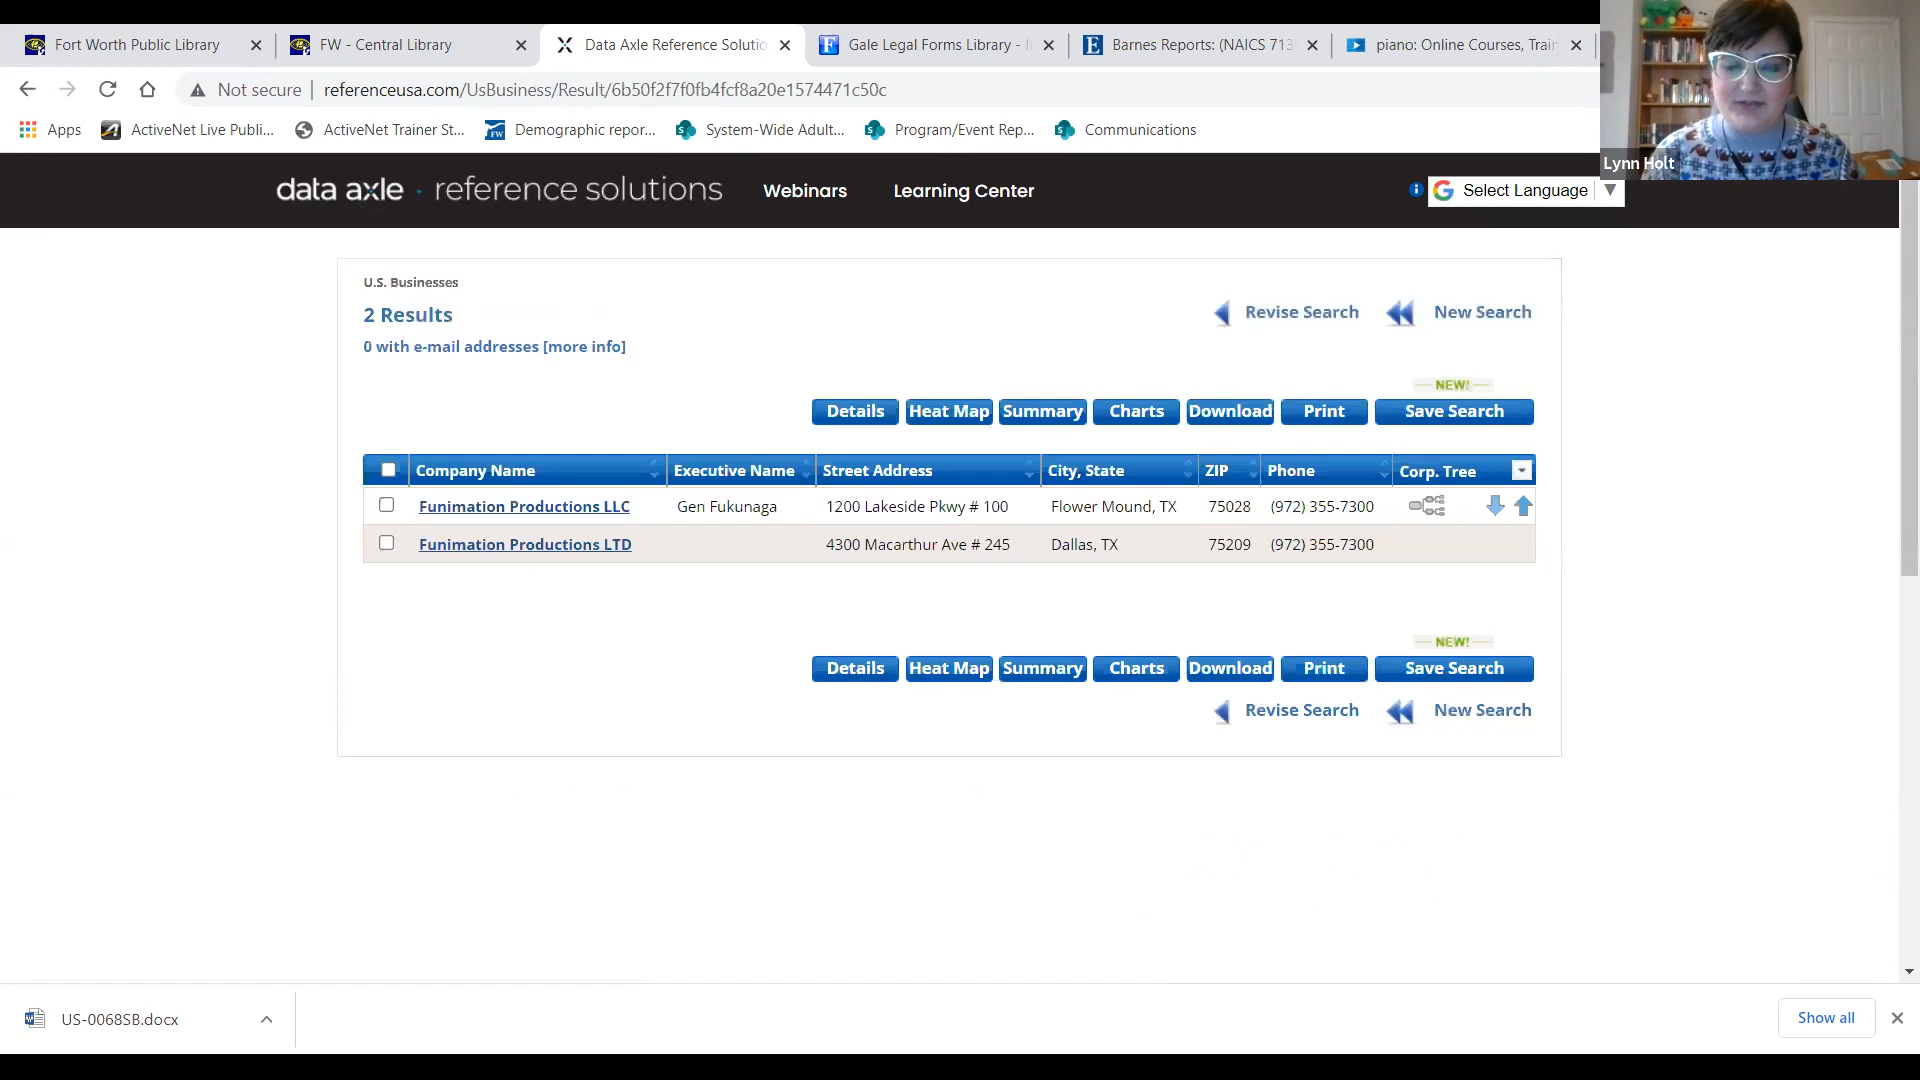 Fort Worth Public Library
FW - Central Library
Data Axle Reference Solutio
Gale Legal Forms Library - I
Barnes Reports: (NAICS 713
piano: Online Courses, Train
Not secure
referenceusa.com/UsBusiness/Result/6b50f2f7f0fb4fcf8a20e1574471c50c
Apps
ActiveNet Live Publi...
ActiveNet Trainer St...
Demographic repor...
System-Wide Adult...
Program/Event Rep...
Communications
Lynn Holt
data axle · reference solutions
Webinars
Learning Center
Select Language
U.S. Businesses
2 Results
Revise Search
New Search
0 with e-mail addresses [more info]
NEW!
Details Heat Map Summary Charts Download Print Save Search
Company Name Executive Name Street Address City, State ZIP Phone Corp. Tree
Funimation Productions LLC Gen Fukunaga 1200 Lakeside Pkwy # 100 Flower Mound, TX 75028 (972) 355-7300
Funimation Productions LTD 4300 Macarthur Ave # 245 Dallas, TX 75209 (972) 355-7300
NEW!
Details Heat Map Summary Charts Download Print Save Search
Revise Search
New Search
US-0068SB.docx
Show all